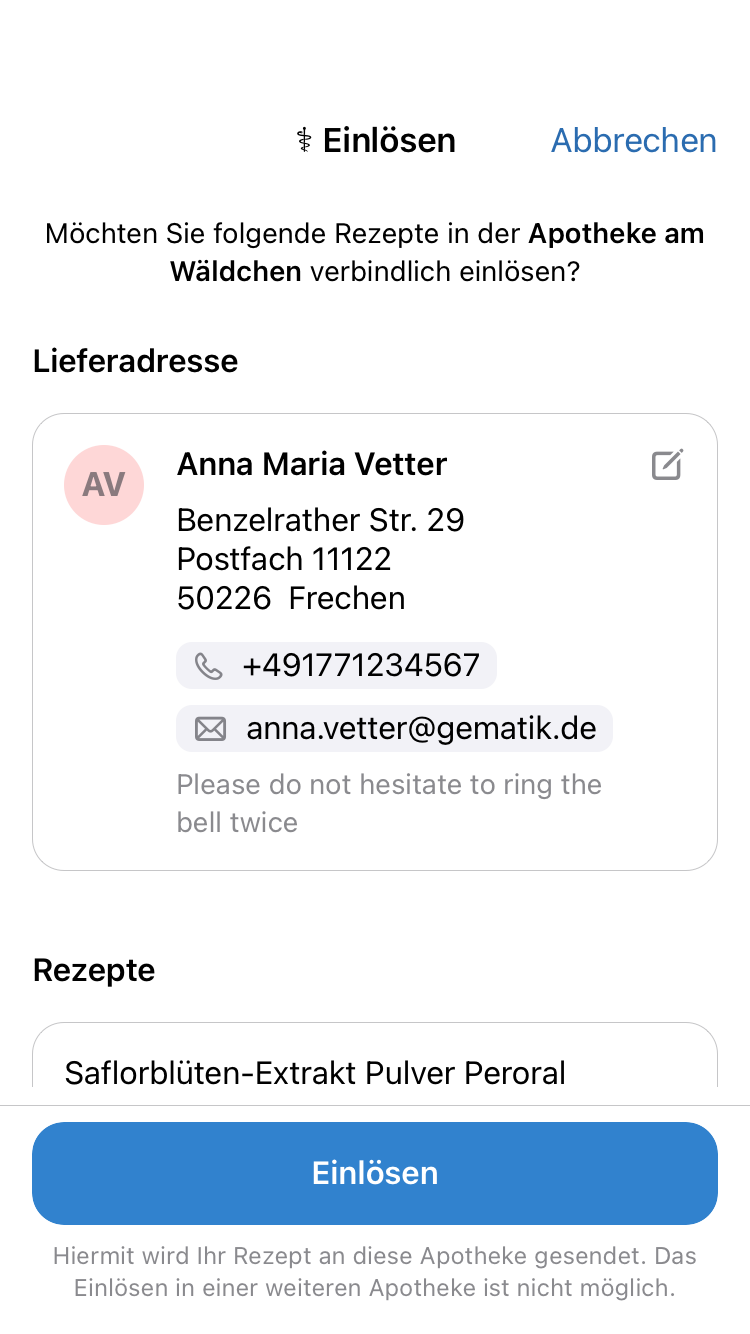 ⚕ Einlösen Abbrechen
Möchten Sie folgende Rezepte in der Apotheke am
Wäldchen verbindlich einlösen?
Lieferadresse
AV
Anna Maria Vetter
Benzelrather Str. 29
Postfach 11122
50226 Frechen
+491771234567
anna.vetter@gematik.de
Please do not hesitate to ring the
bell twice
Rezepte
Saflorblüten-Extrakt Pulver Peroral
Einlösen
Hiermit wird Ihr Rezept an diese Apotheke gesendet. Das
Einlösen in einer weiteren Apotheke ist nicht möglich.